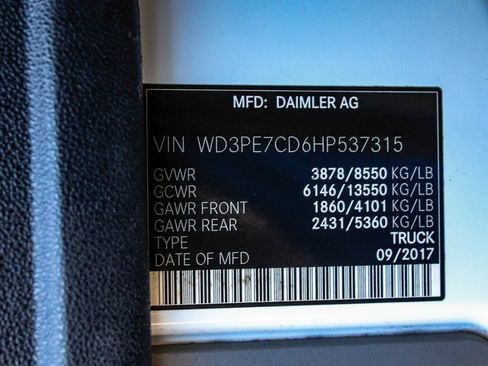 MFD: DAIMLER AG
VIN WD3PE7CD6HP537315
GVWR 3878/8550 KG/LB
GCWR 6146/13550 KG/LB
GAWR FRONT 1860/4101 KG/LB
GAWR REAR 2431/5360 KG/LB
TYPE TRUCK
DATE OF MFD 09/2017